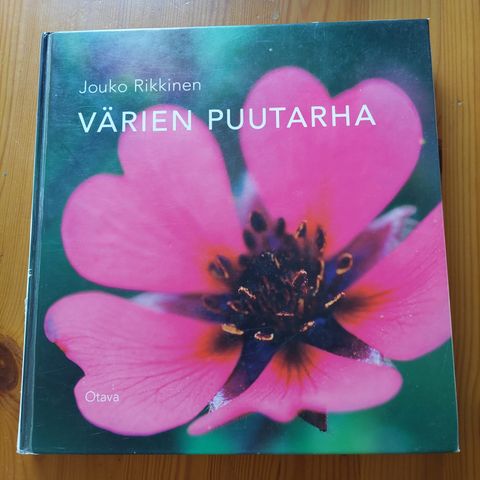 Jouko Rikkinen
VÄRIEN PUUTARHA
Otava